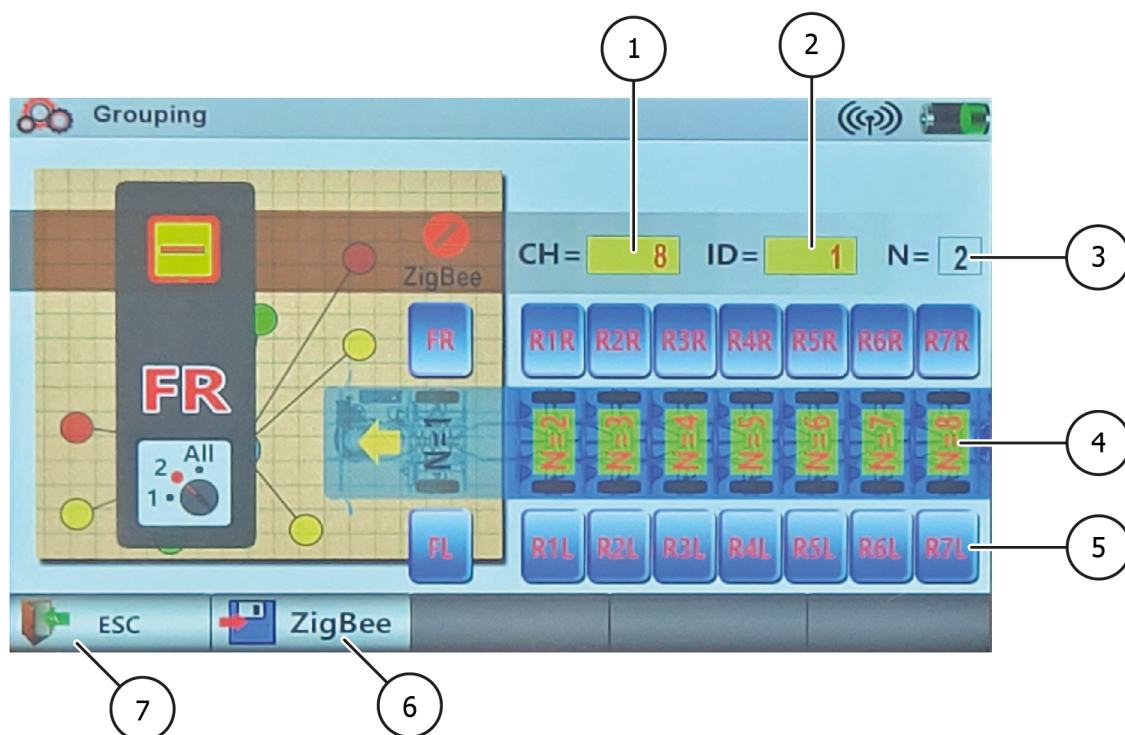 1
2
Grouping
ZigBee
CH= 8 ID= 1 N= 2
3
FR
R1R R2R R3R R4R R5R R6R R7R
FR
N=1 N=2 N=3 N=4 N=5 N=6 N=7 N=8
4
All
2
1
FL
R1L R2L R3L R4L R5L R6L R7L
5
ESC ZigBee
7
6